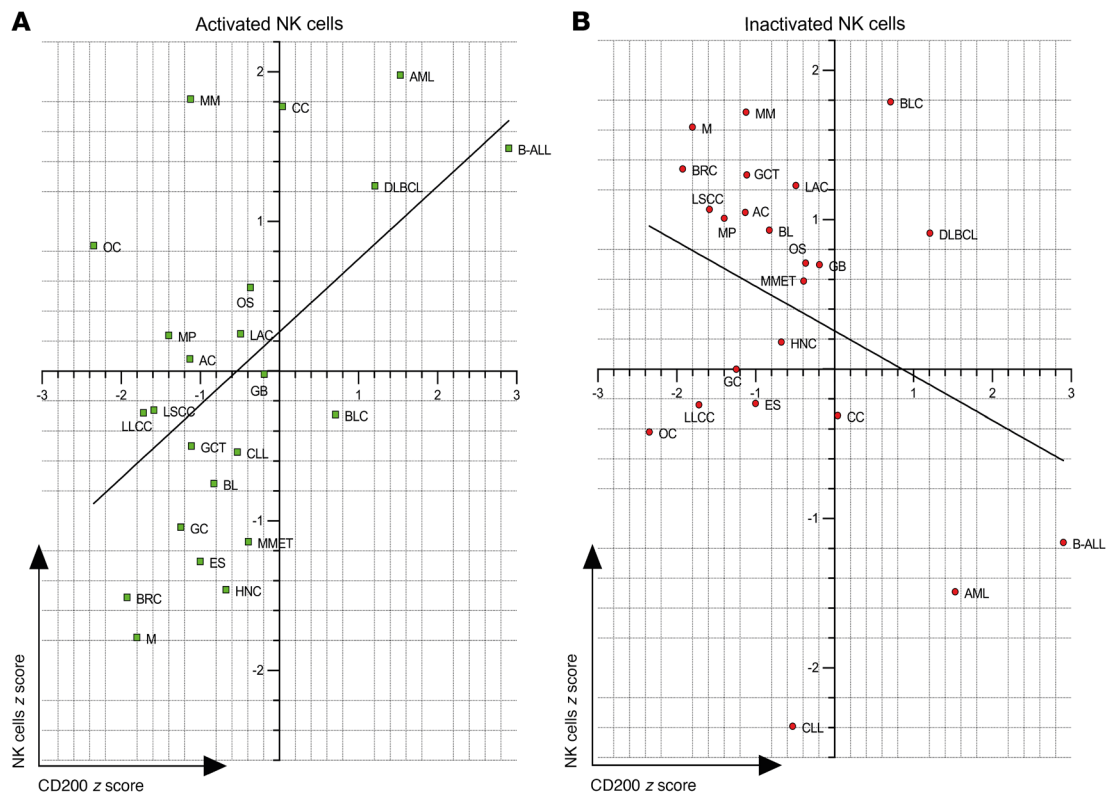 A
Activated NK cells
2
AML
MM
CC
B-ALL
DLBCL
1
OC
OS
LAC
MP
AC
-3
-2
-1
1
2
3
GB
LSCC
LLCC
BLC
GCT
CLL
BL
-1
GC
MMET
ES
HNC
BRC
M
-2
NK cells z score
CD200 z score
B
Inactivated NK cells
2
BLC
MM
M
BRC
GCT
LAC
LSCC
AC
1
MP
BL
DLBCL
OS
GB
MMET
HNC
-3
-2
-1
1
2
3
GC
ES
LLCC
CC
OC
-1
B-ALL
AML
-2
CLL
NK cells z score
CD200 z score